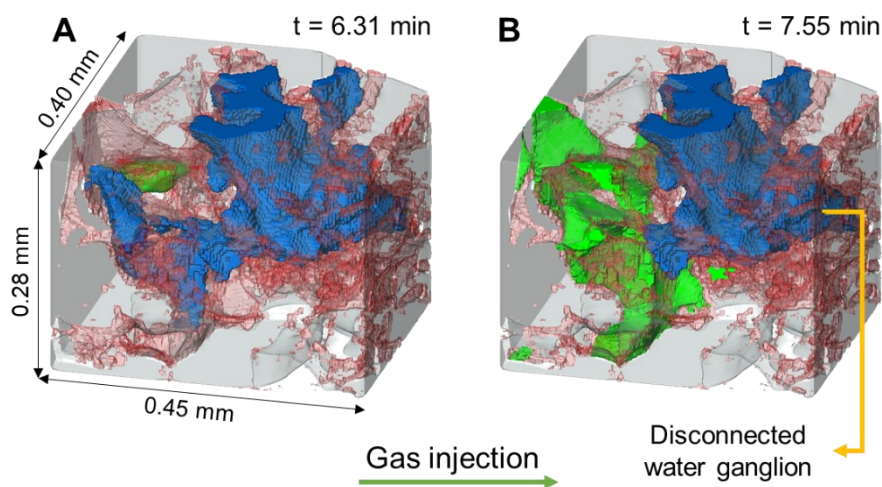 A
t = 6.31 min
B
t = 7.55 min
0.40 mm
0.28 mm
0.45 mm
Gas injection
Disconnected
water ganglion